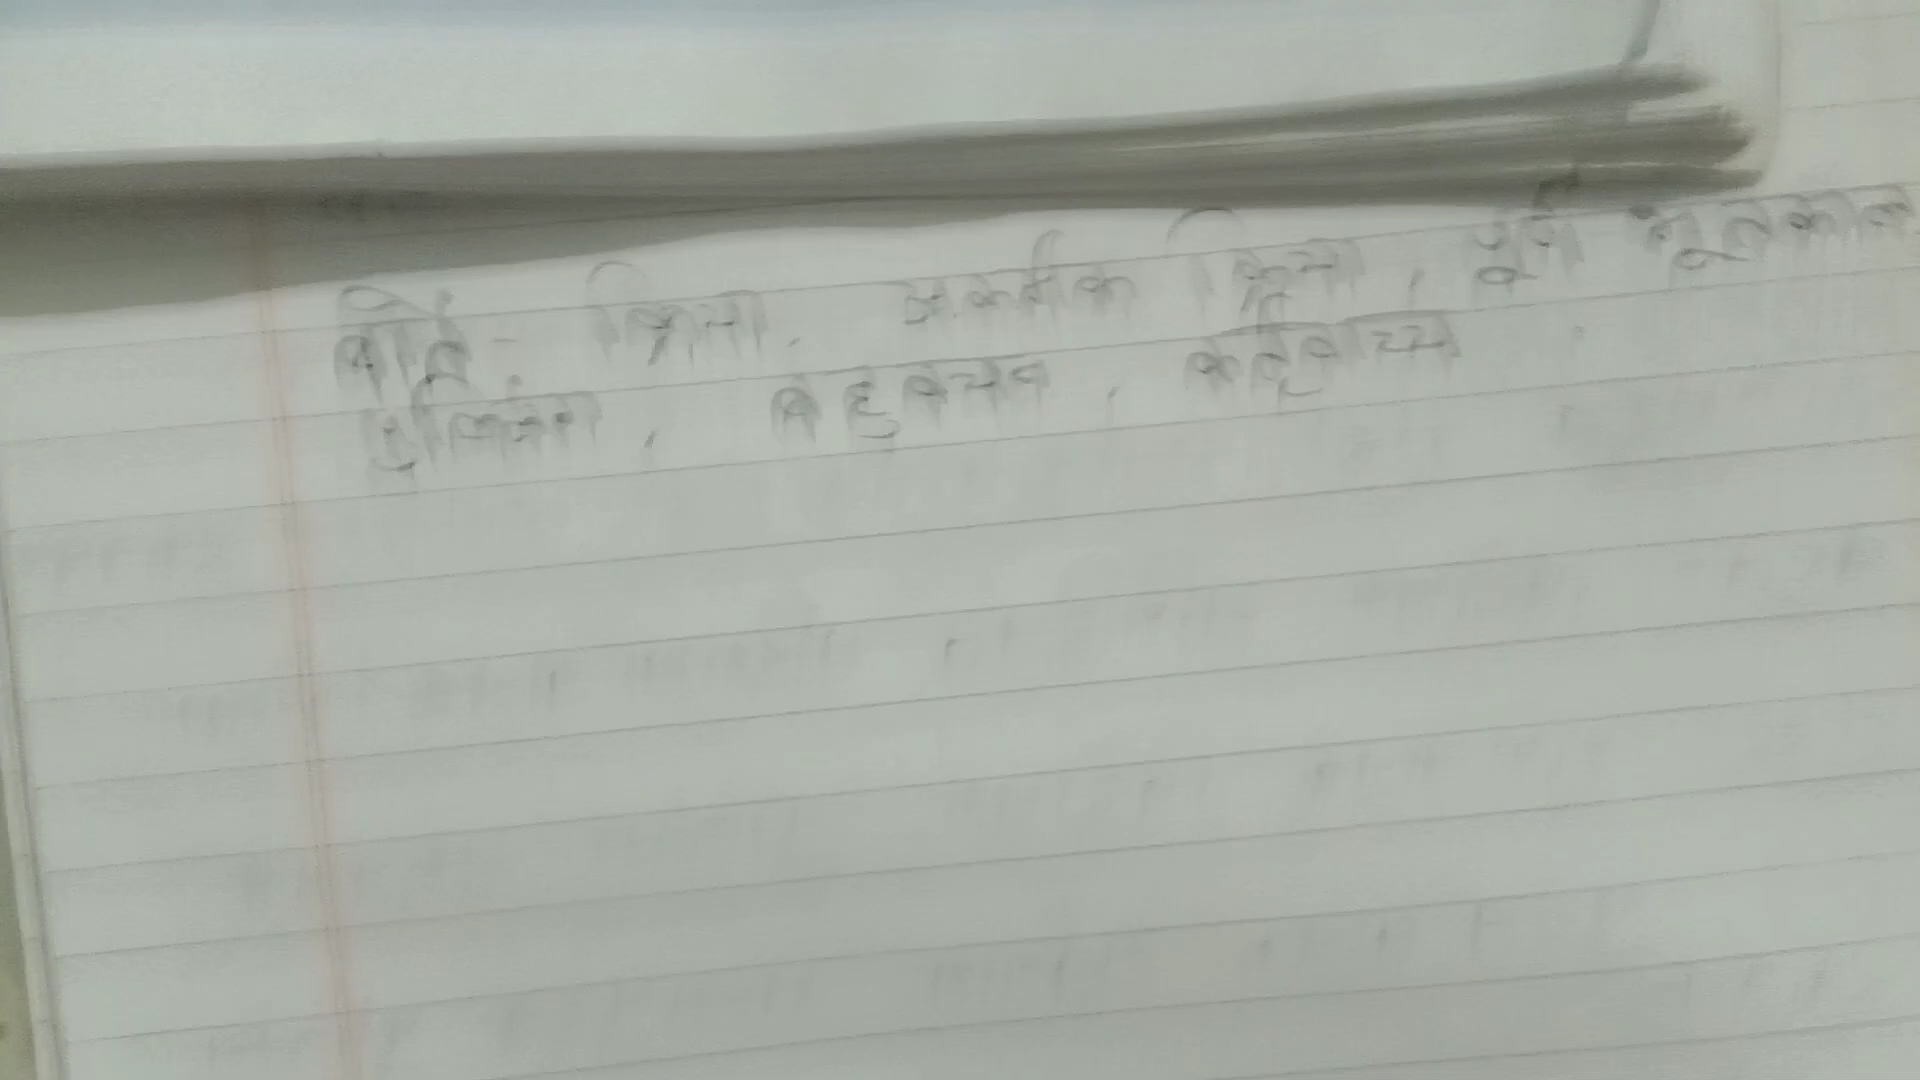 क्रिया, अकर्मक क्रिया, पूर्ण भूतकाल,
पुल्लिंग, बहुवचन, कर्तृवाच्य